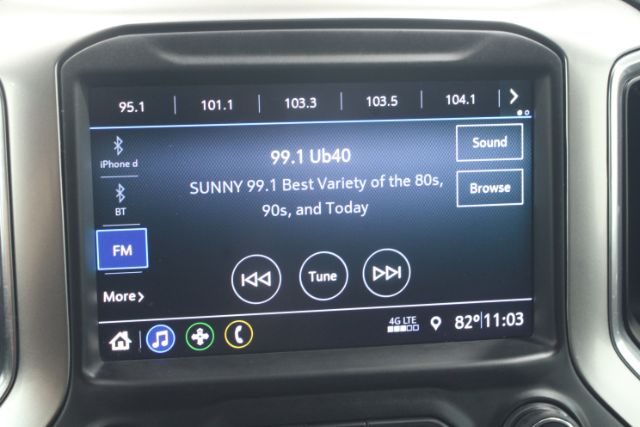 95.1 101.1 103.3 103.5 104.1
iPhone d
99.1 Ub40
Sound
SUNNY 99.1 Best Variety of the 80s,
90s, and Today
Browse
BT
FM
Tune
More
4G LTE
82° 11:03